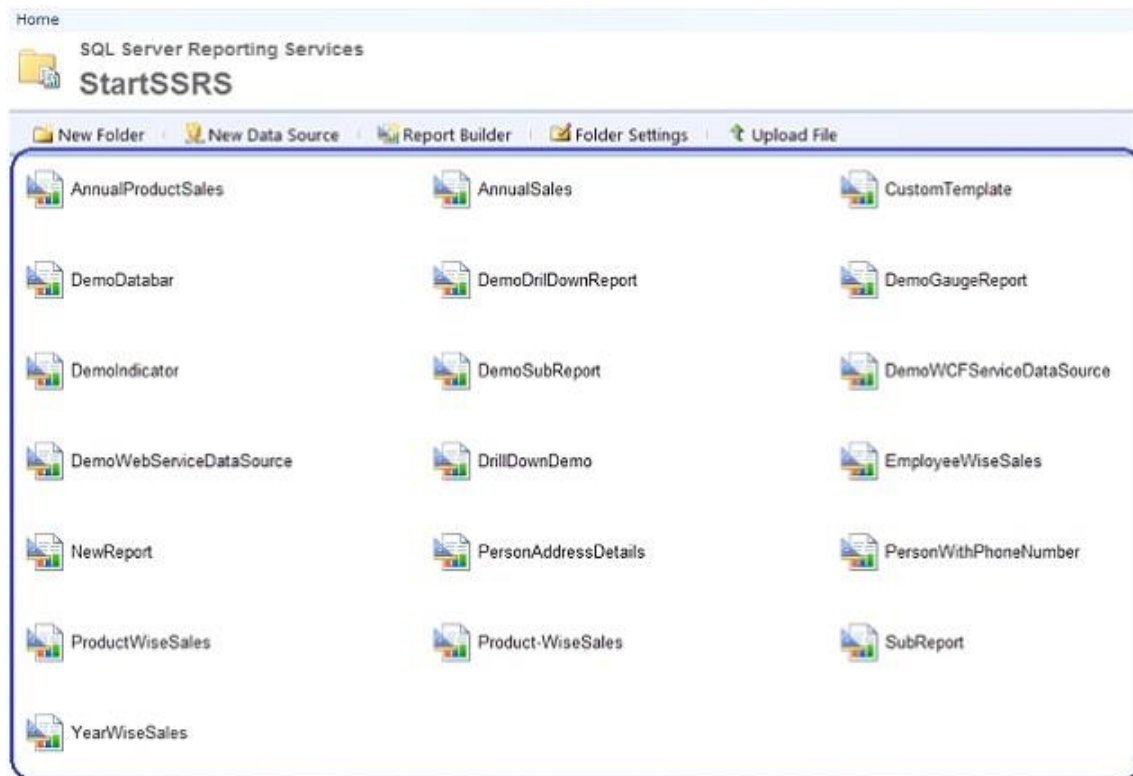 Home
SQL Server Reporting Services
StartSSRS
New Folder
New Data Source
Report Builder
Folder Settings
Upload File
AnnualProductSales
AnnualSales
CustomTemplate
DemoDatabar
DemoDrilDownReport
DemoGaugeReport
DemoIndicator
DemoSubReport
DemoWCFServiceDataSource
DemoWebServiceDataSource
DrillDownDemo
EmployeeWiseSales
NewReport
PersonAddressDetails
PersonWithPhoneNumber
ProductWiseSales
Product-WiseSales
SubReport
YearWiseSales